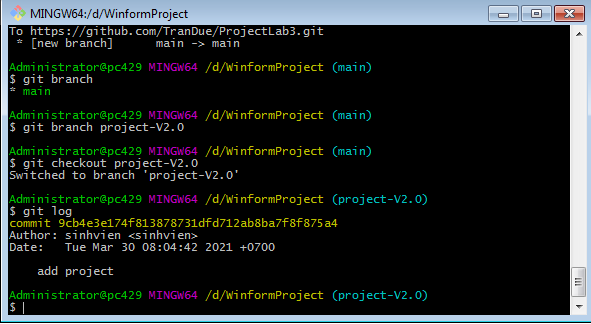 MINGW64:/d/WinformProject
To https://github.com/TranDue/ProjectLab3.git
 * [new branch]      main -> main
Administrator@pc429 MINGW64 /d/WinformProject (main)
$ git branch
* main
Administrator@pc429 MINGW64 /d/WinformProject (main)
$ git branch project-V2.0
Administrator@pc429 MINGW64 /d/WinformProject (main)
$ git checkout project-V2.0
Switched to branch 'project-V2.0'
Administrator@pc429 MINGW64 /d/WinformProject (project-V2.0)
$ git log
commit 9cb4e3e174f813878731dfd712ab8ba7f8f875a4
Author: sinhvien <sinhvien>
Date:   Tue Mar 30 08:04:42 2021 +0700
    add project
Administrator@pc429 MINGW64 /d/WinformProject (project-V2.0)
$